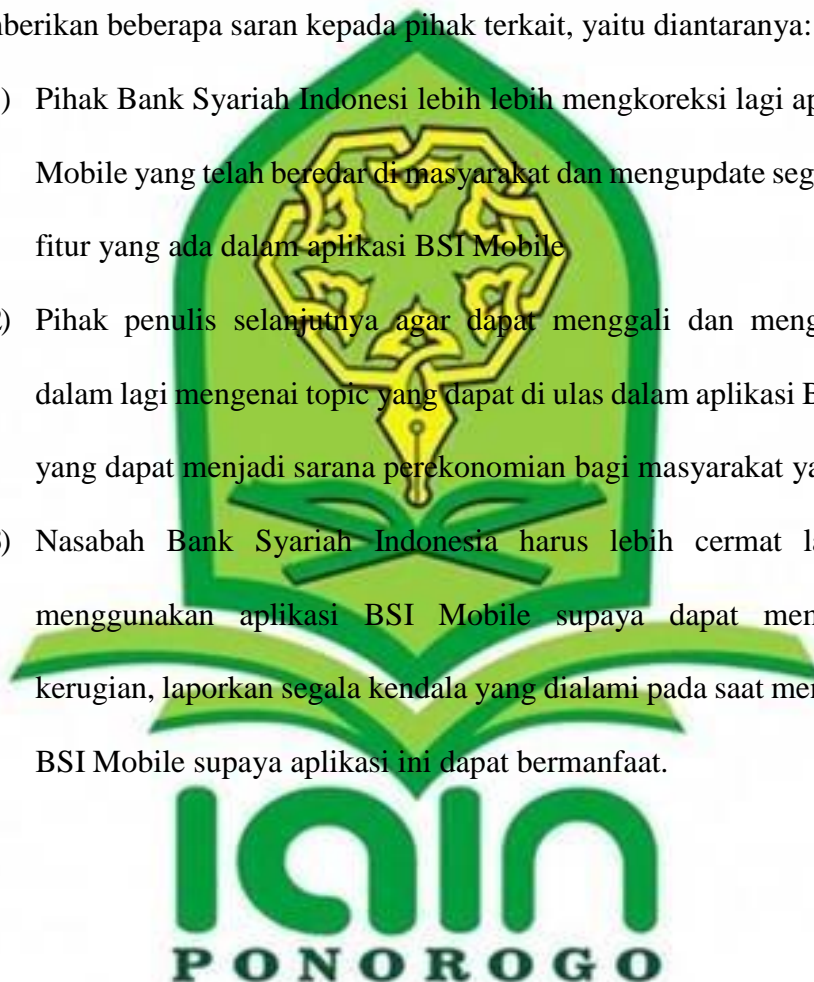 mberikan beberapa saran kepada pihak terkait, yaitu diantaranya:
) Pihak Bank Syariah Indonesi lebih lebih mengkoreksi lagi ap
Mobile yang telah beredar di masyarakat dan mengupdate seg
fitur yang ada dalam aplikasi BSI Mobile
) Pihak penulis selanjutnya agar dapat menggali dan meng
dalam lagi mengenai topic yang dapat di ulas dalam aplikasi B
yang dapat menjadi sarana perekonomian bagi masyarakat ya
) Nasabah Bank Syariah Indonesia harus lebih cermat la
menggunakan aplikasi BSI Mobile supaya dapat men
kerugian, laporkan segala kendala yang dialami pada saat mer
BSI Mobile supaya aplikasi ini dapat bermanfaat.
IAIN
PONOROGO